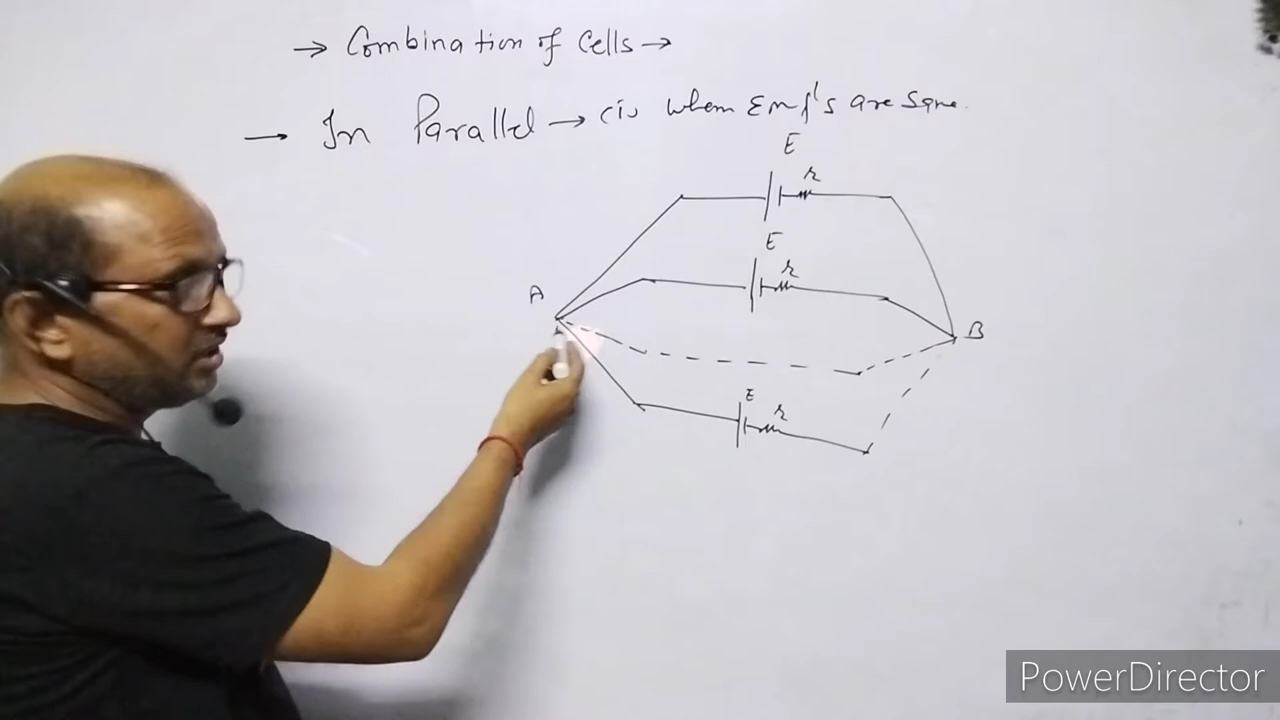 → Combination of Cells →
→ In Parallel → (i) when Emf's are same.
E
r
E
r
A
B
E
r
PowerDirector